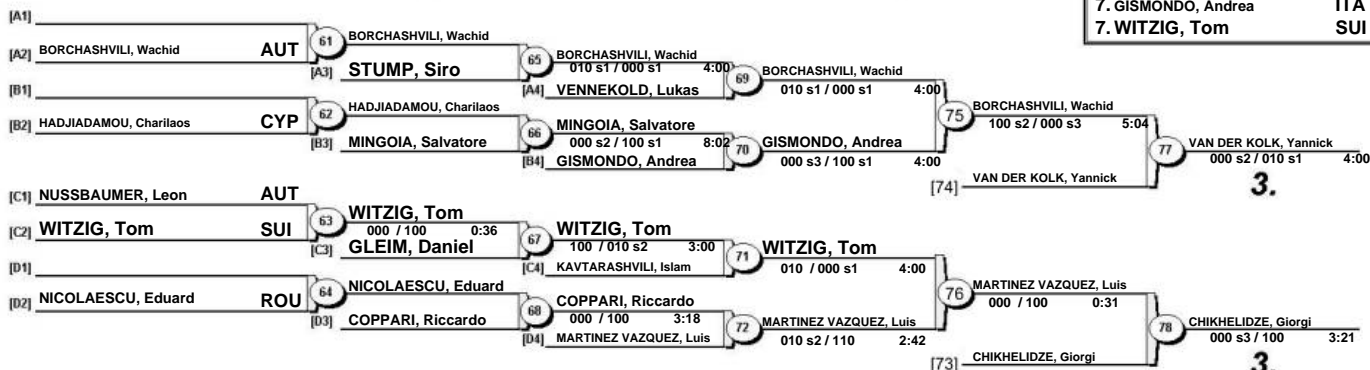 7. GISMONDO, Andrea ITA
7. WITZIG, Tom SUI
[A1]
[A2] BORCHASHVILI, Wachid AUT
61 BORCHASHVILI, Wachid
[A3] STUMP, Siro
65 BORCHASHVILI, Wachid
010 s1 / 000 s1 4:00
[A4] VENNEKOLD, Lukas
69 BORCHASHVILI, Wachid
010 s1 / 000 s1 4:00
[B1]
[B2] HADJIADAMOU, Charilaos CYP
62 HADJIADAMOU, Charilaos
[B3] MINGOIA, Salvatore
66 MINGOIA, Salvatore
000 s2 / 100 s1 8:02
[B4] GISMONDO, Andrea
70 GISMONDO, Andrea
000 s3 / 100 s1 4:00
75 BORCHASHVILI, Wachid
100 s2 / 000 s3 5:04
[74] VAN DER KOLK, Yannick
77 VAN DER KOLK, Yannick
000 s2 / 010 s1 4:00
3.
[C1] NUSSBAUMER, Leon AUT
[C2] WITZIG, Tom SUI
63 WITZIG, Tom
000 / 100 0:36
[C3] GLEIM, Daniel
67 WITZIG, Tom
100 / 010 s2 3:00
[C4] KAVTARASHVILI, Islam
71 WITZIG, Tom
010 / 000 s1 4:00
[D1]
[D2] NICOLAESCU, Eduard ROU
64 NICOLAESCU, Eduard
[D3] COPPARI, Riccardo
68 COPPARI, Riccardo
000 / 100 3:18
[D4] MARTINEZ VAZQUEZ, Luis
72 MARTINEZ VAZQUEZ, Luis
010 s2 / 110 2:42
76 MARTINEZ VAZQUEZ, Luis
000 / 100 0:31
[73] CHIKHELIDZE, Giorgi
78 CHIKHELIDZE, Giorgi
000 s3 / 100 3:21
3.